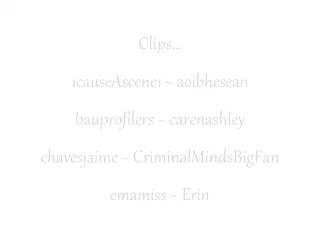 Clips...
1causeAscene1 ~ aoibhesean
bauprofilers ~ carenashley
chavesjaime ~ CriminalMindsBigFan
emamiss ~ Erin